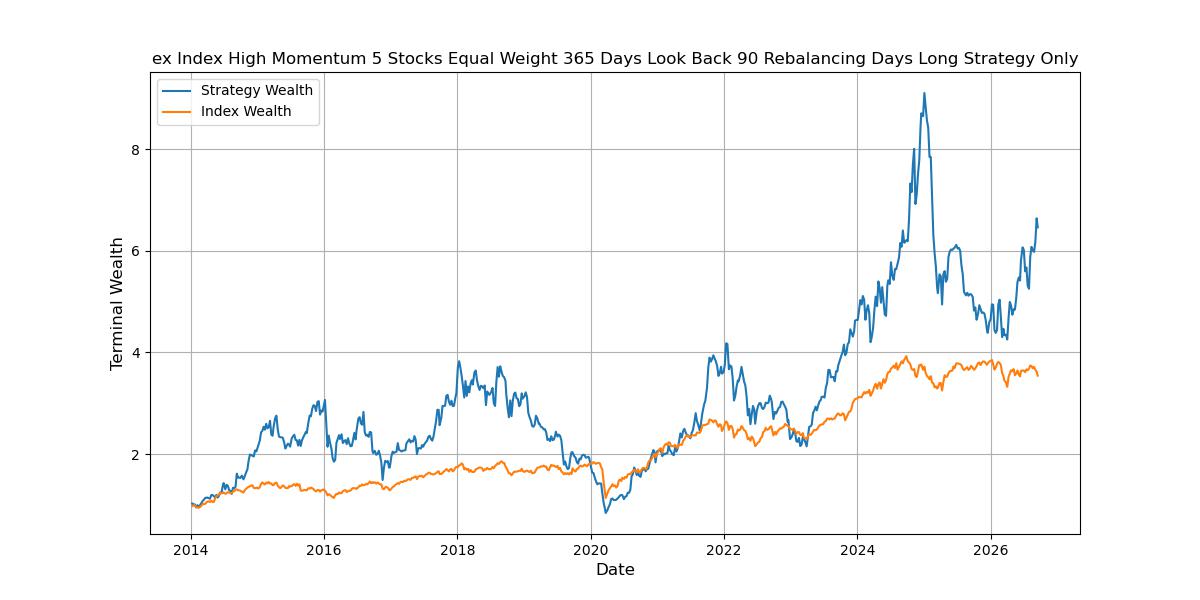 ex Index High Momentum 5 Stocks Equal Weight 365 Days Look Back 90 Rebalancing Days Long Strategy Only
Strategy Wealth
Index Wealth
Terminal Wealth
8
6
4
2
2014 2016 2018 2020 2022 2024 2026
Date